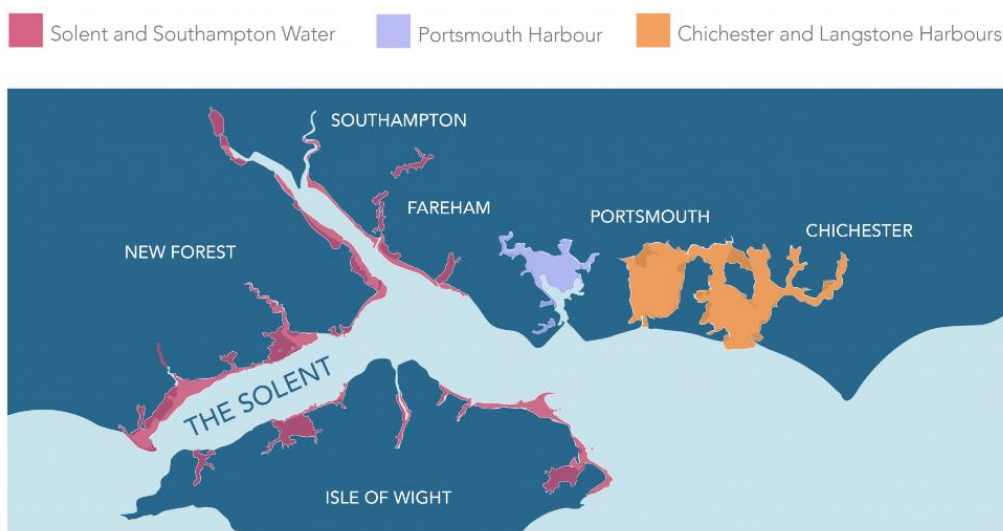 Solent and Southampton Water
Portsmouth Harbour
Chichester and Langstone Harbours
SOUTHAMPTON
FAREHAM
PORTSMOUTH
CHICHESTER
NEW FOREST
THE SOLENT
ISLE OF WIGHT